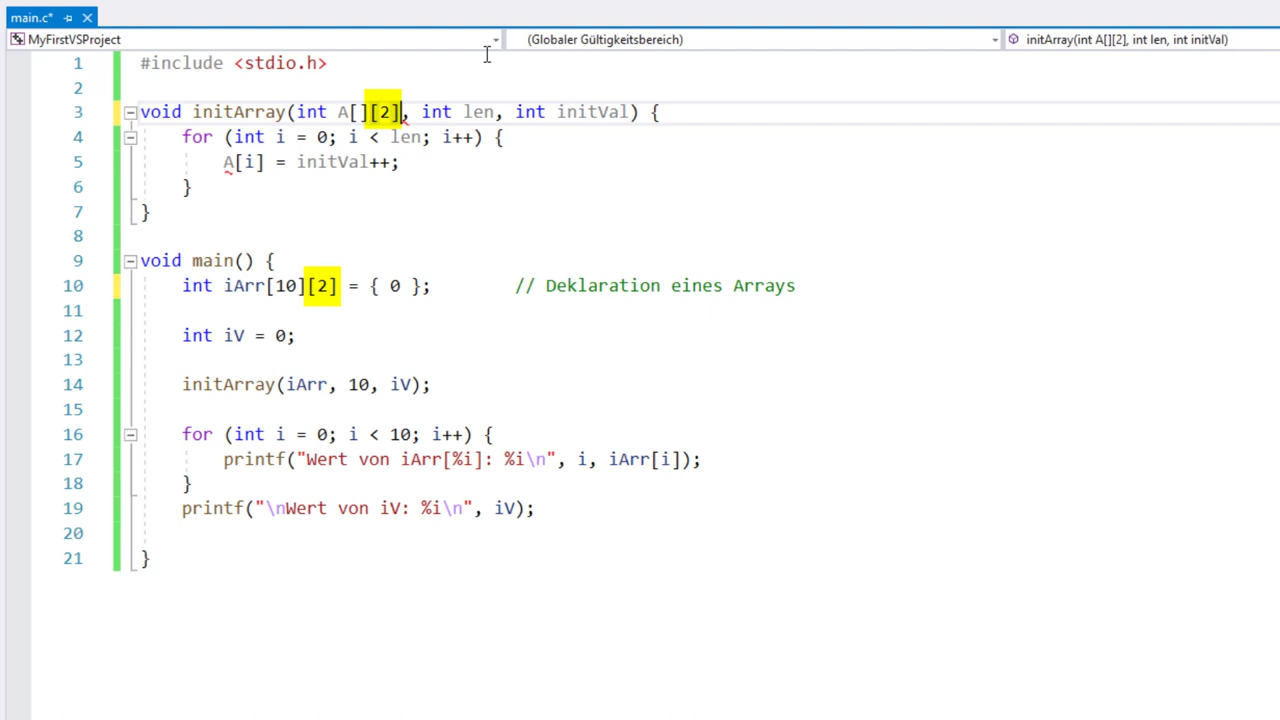 main.c*
MyFirstVSProject (Globaler Gültigkeitsbereich) initArray(int A[][2], int len, int initVal)
1 #include <stdio.h>
2
3 void initArray(int A[][2], int len, int initVal) {
4 for (int i = 0; i < len; i++) {
5 A[i] = initVal++;
6 }
7 }
8
9 void main() {
10 int iArr[10][2] = { 0 }; // Deklaration eines Arrays
11
12 int iV = 0;
13
14 initArray(iArr, 10, iV);
15
16 for (int i = 0; i < 10; i++) {
17 printf("Wert von iArr[%i]: %i\n", i, iArr[i]);
18 }
19 printf("\nWert von iV: %i\n", iV);
20
21 }